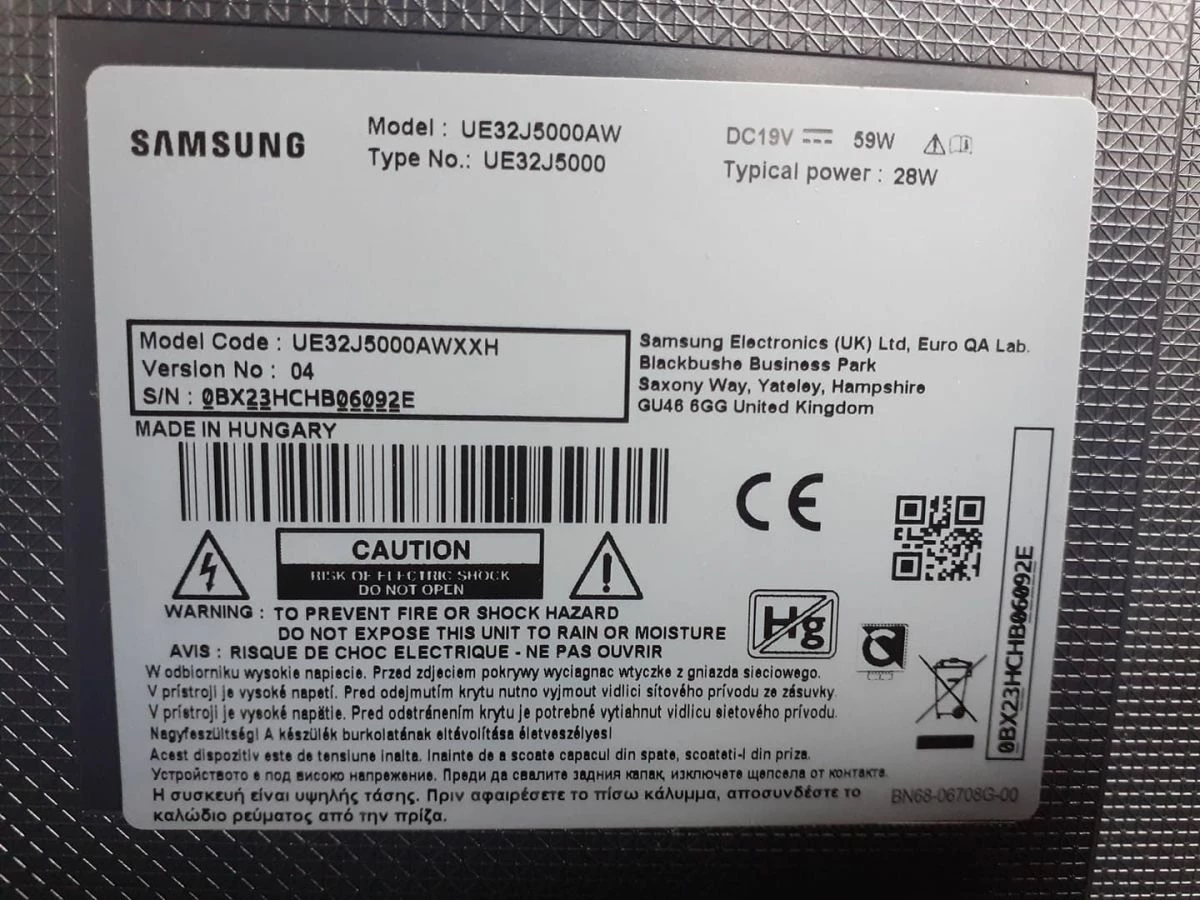 SAMSUNG
Model : UE32J5000AW
Type No.: UE32J5000
DC19V 59W
Typical power : 28W
Model Code : UE32J5000AWXXH
Version No : 04
S/N : 0BX23HCHB06092E
MADE IN HUNGARY
Samsung Electronics (UK) Ltd, Euro QA Lab.
Blackbushe Business Park
Saxony Way, Yateley, Hampshire
GU46 6GG United Kingdom
CE
CAUTION
RISK OF ELECTRIC SHOCK
DO NOT OPEN
Hg
0BX23HCHB06092E
WARNING : TO PREVENT FIRE OR SHOCK HAZARD
DO NOT EXPOSE THIS UNIT TO RAIN OR MOISTURE
AVIS : RISQUE DE CHOC ELECTRIQUE - NE PAS OUVRIR
W odbiorniku wysokie napiecie. Przed zdjeciem pokrywy wyciagnac wtyczke z gniazda sieciowego.
V prístroji je vysoké napetí. Pred odejmutím krytu nutno vyjmout vidlici sítového prívodu ze zásuvky.
V prístroji je vysoké napätie. Pred odstránením krytu je potrebné vytiahnut vidlicu sietového prívodu.
Nagyfeszültség! A készülék burkolatának eltávolítása életveszélyes!
Acest dispozitiv este de tensiune inalta. Inainte de a scoate capacul din spate, scoateti-l din priza.
Устройството е под високо напрежение. Преди да свалите задния капак, изключете щепсела от контакта.
Η συσκευή είναι υψηλής τάσης. Πριν αφαιρέσετε το πίσω κάλυμμα, αποσυνδέστε το
καλώδιο ρεύματος από την πρίζα.
BN68-06708G-00